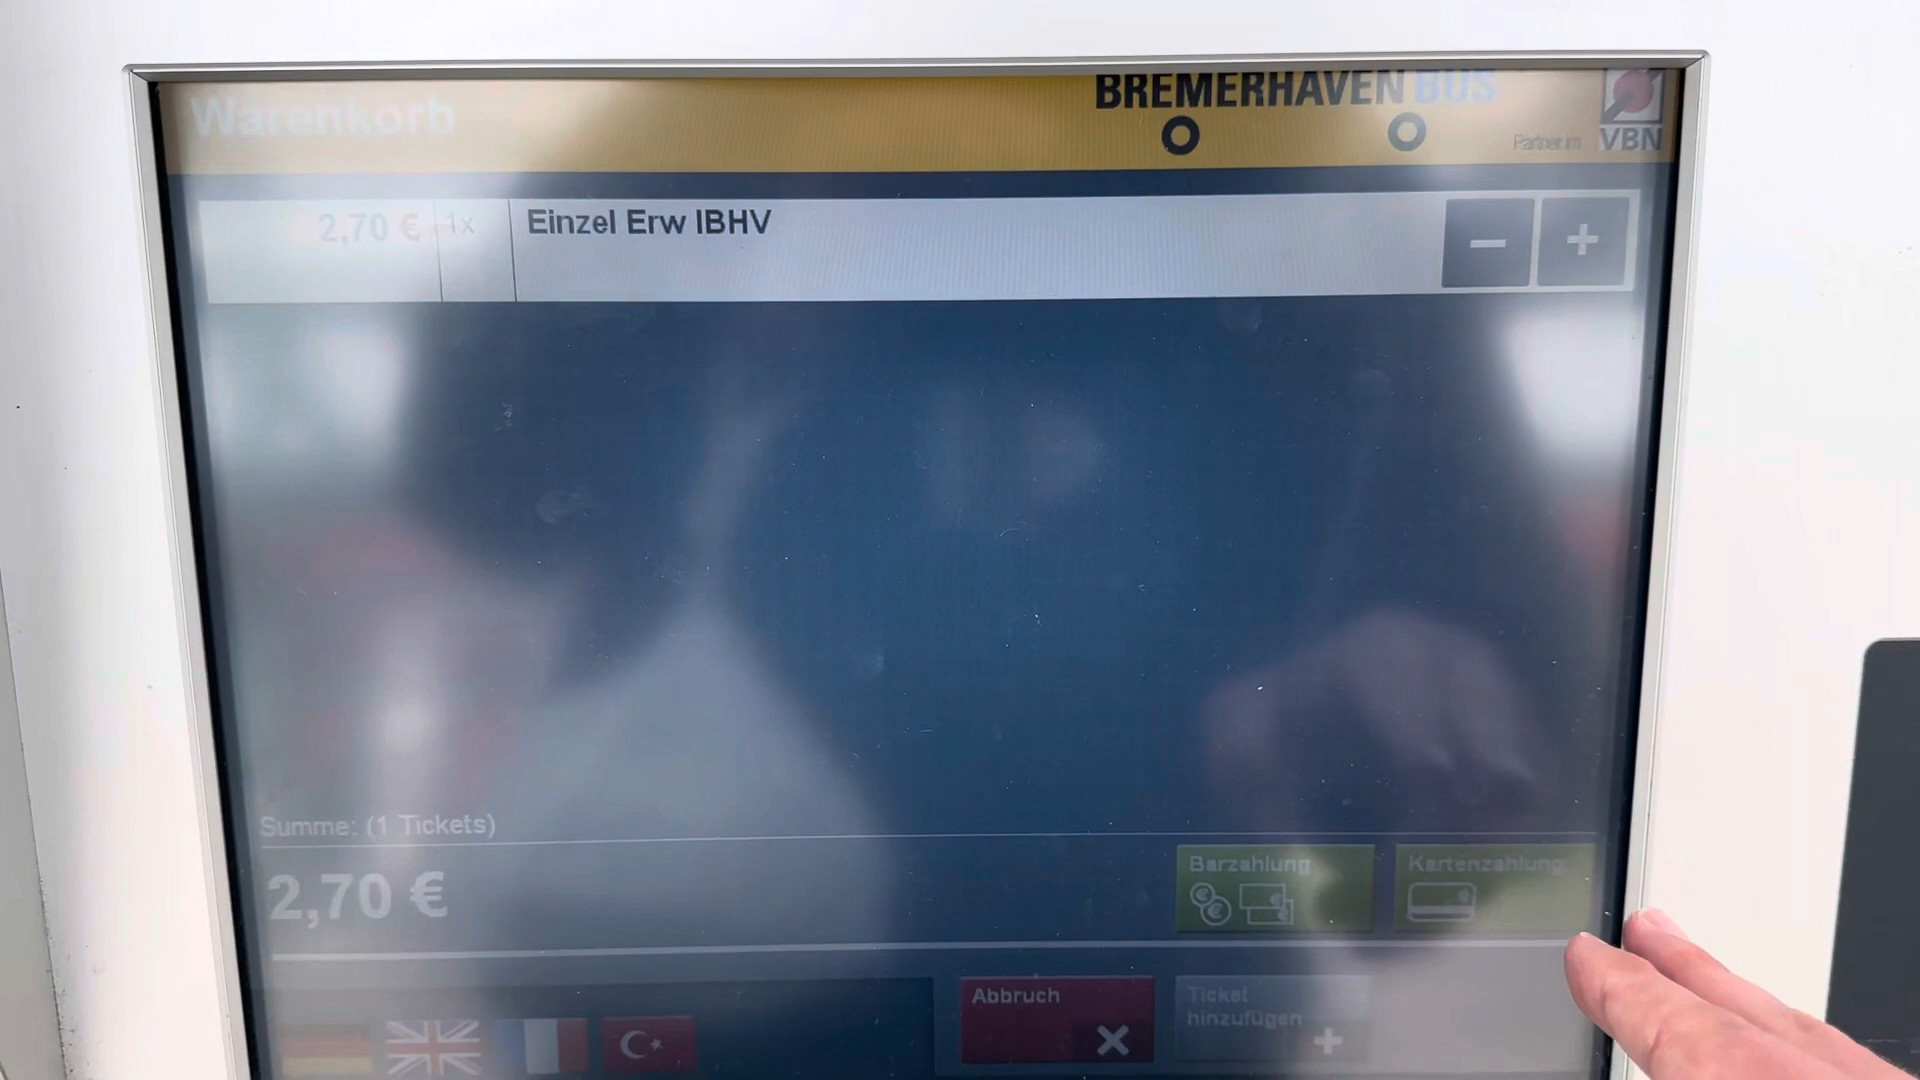 Warenkorb
BREMERHAVEN BUS
Partner im
VBN
2,70 € 1x Einzel Erw IBHV
Summe: (1 Tickets)
2,70 €
Barzahlung
Kartenzahlung
Abbruch
Ticket
hinzufügen